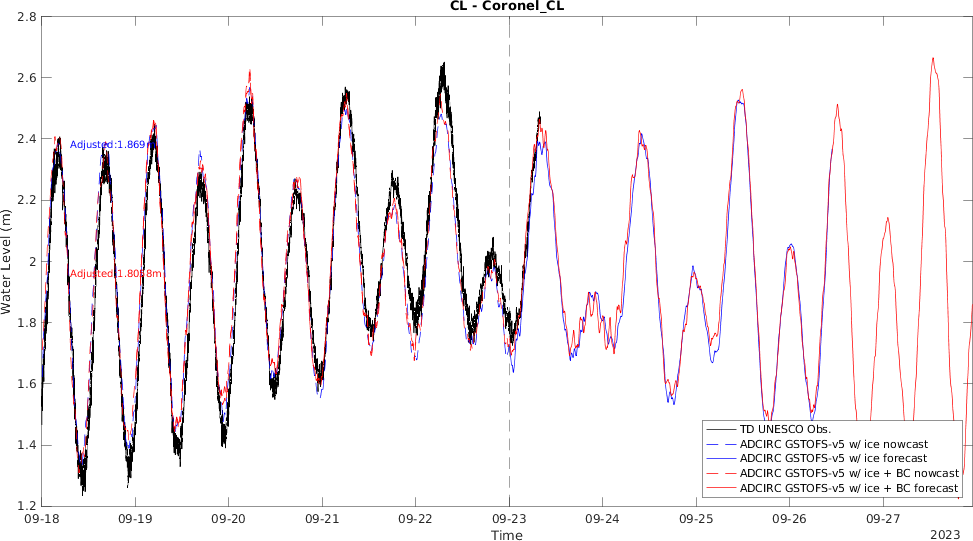 CL - Coronel_CL
2.8
2.6
2.4
2.2
2
1.8
1.6
1.4
1.2
Water Level (m)
Adjusted:1.869
Adjusted:1.8088m
TD UNESCO Obs.
ADCIRC GSTOFS-v5 w/ ice nowcast
ADCIRC GSTOFS-v5 w/ ice forecast
ADCIRC GSTOFS-v5 w/ ice + BC nowcast
ADCIRC GSTOFS-v5 w/ ice + BC forecast
09-18
09-19
09-20
09-21
09-22
09-23
09-24
09-25
09-26
09-27
Time
2023